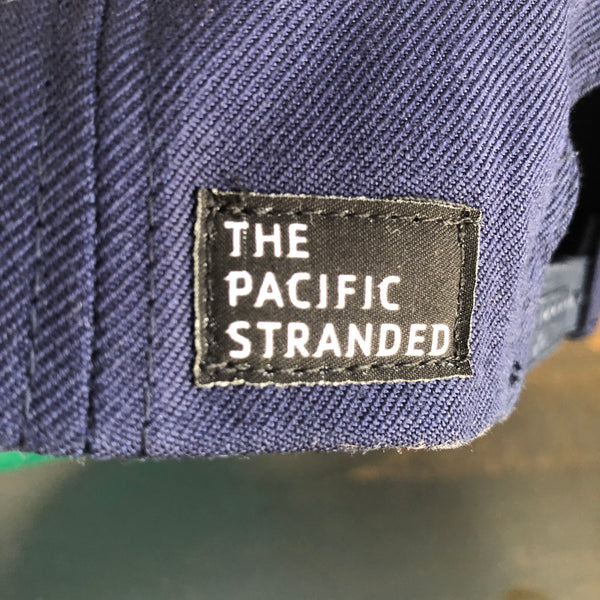 THE
PACIFIC
STRANDED